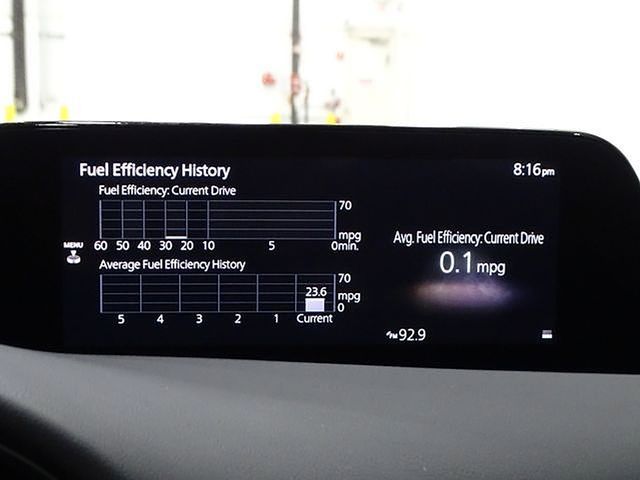 Fuel Efficiency History
8:16pm
Fuel Efficiency: Current Drive
70
mpg
60 50 40 30 20 10 5 0min.
MENU
Average Fuel Efficiency History
70
23.6
mpg
0
5 4 3 2 1 Current
Avg. Fuel Efficiency: Current Drive
0.1 mpg
FM 92.9